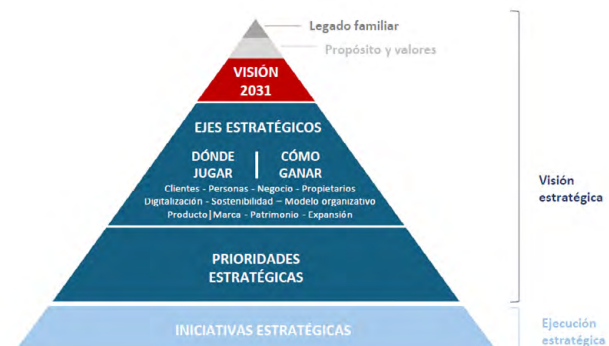 Legado familiar
Propósito y valores
VISIÓN
2031
EJES ESTRATÉGICOS
DÓNDE
JUGAR
CÓMO
GANAR
Clientes - Personas - Negocio - Propietarios
Digitalización - Sostenibilidad – Modelo organizativo
Producto|Marca - Patrimonio - Expansión
Visión
estratégica
PRIORIDADES
ESTRATÉGICAS
INICIATIVAS ESTRATÉGICAS
Ejecución
estratégica